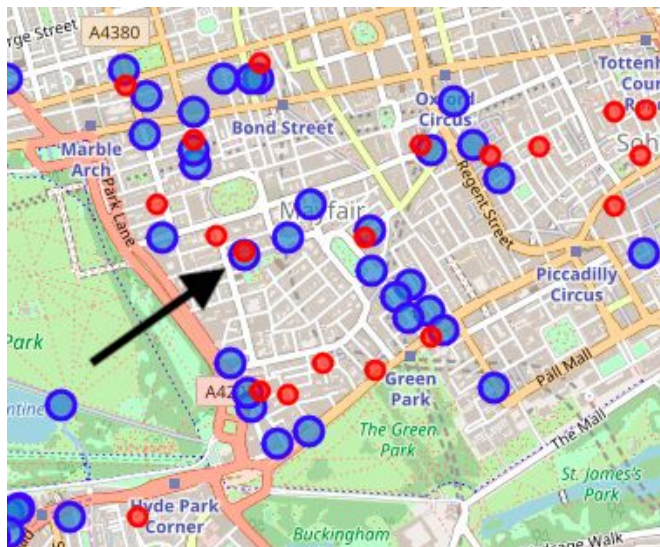 rge Street
A4380
Tottenh
Cour
Oxford
Circus
Bond Street
Marble
Arch
Soh
Mayfair
Park Lane
Regent Street
Piccadilly
Circus
Park
A42
Pall Mall
Green
Park
ntine
The Mall
The Green
Park
St. James's
Park
Hyde Park
Corner
Buckingham
age Walk